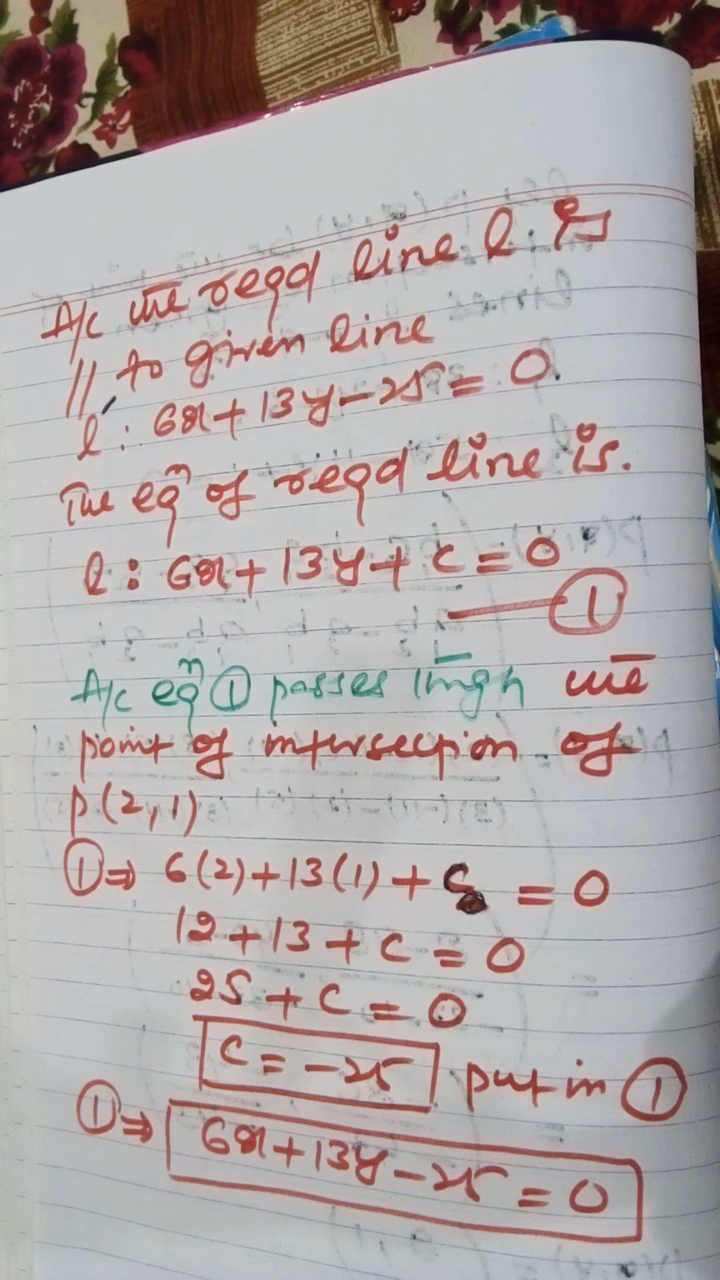 A/c the reqd line l is
// to given line
l′: 6x + 13y - 25 = 0.
The eqⁿ of reqd line is.
l: 6x + 13y + c = 0
— ①
A/c eqⁿ ① passes through the
point of intersection of
p(2,1)
① ⇒ 6(2) + 13(1) + c = 0
12 + 13 + c = 0
25 + c = 0
c = -25 put in ①
① ⇒ 6x + 13y - 25 = 0